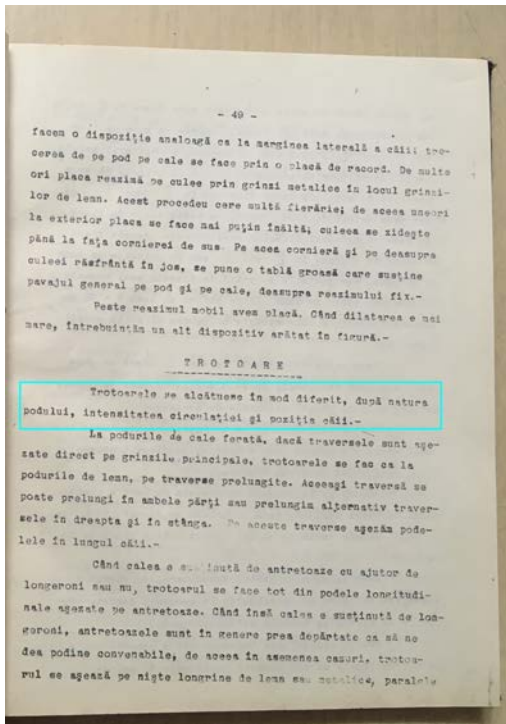 - 49 -
facem o dispoziție analoagă ca la marginea laterală a căii; tre-
cerea de pe pod pe cale se face prin o placă de racord. De multe
ori placa reazimă pe culee prin grinzi metalice în locul grinzi-
lor de lemn. Acest procedeu cere multă fierărie; de aceea uneori
la exterior placa se face mai puțin înaltă; culeea se zidește
până la fața cornierei de sus. Pe acea cornieră și pe deasupra
culeei răsfrântă în jos, se pune o tablă groasă care susține
pavajul general pe pod și pe cale, deasupra reazimului fix.-
Peste reazimul mobil avem placă. Când dilatarea e mai
mare, întrebuințăm un alt dispozitiv arătat în figură.-
TROTOARE
Trotoarele se alcătuesc în mod diferit, după natura
podului, intensitatea circulației și poziția căii.-
La podurile de cale ferată, dacă traversele sunt așe-
zate direct pe grinzile principale, trotoarele se fac ca la
podurile de lemn, pe traverse prelungite. Aceeași traversă se
poate prelungi în ambele părți sau prelungim alternativ traver-
sele în dreapta și în stânga. Pe aceste traverse așezăm pode-
lele în lungul căii.-
Când calea e susținută de antretoaze cu ajutor de
longeroni sau nu, trotoarul se face tot din podele longitudi-
nale așezate pe antretoaze. Când însă calea e susținută de lon-
geroni, antretoazele sunt în genere prea depărtate ca să ne
dea podine convenabile, de aceea în asemenea cazuri, trotoa-
rul se așează pe niște longrine de lemn sau metalice, paralele